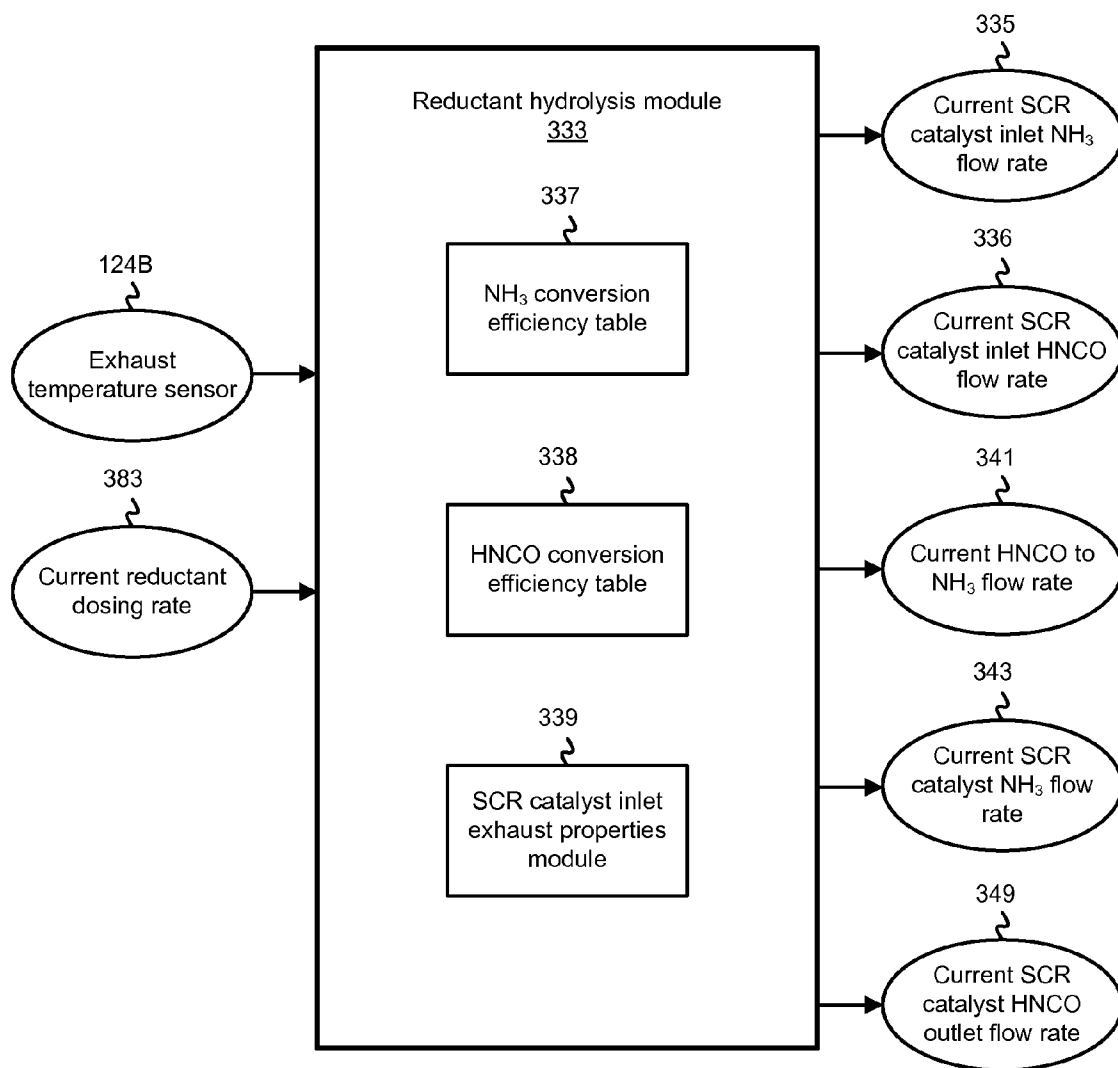 Reductant hydrolysis module
333
337
NH₃ conversion
efficiency table
338
HNCO conversion
efficiency table
339
SCR catalyst inlet
exhaust properties
module
124B
Exhaust
temperature sensor
383
Current reductant
dosing rate
335
Current SCR
catalyst inlet NH₃
flow rate
336
Current SCR
catalyst inlet HNCO
flow rate
341
Current HNCO to
NH₃ flow rate
343
Current SCR
catalyst NH₃ flow
rate
349
Current SCR
catalyst HNCO
outlet flow rate